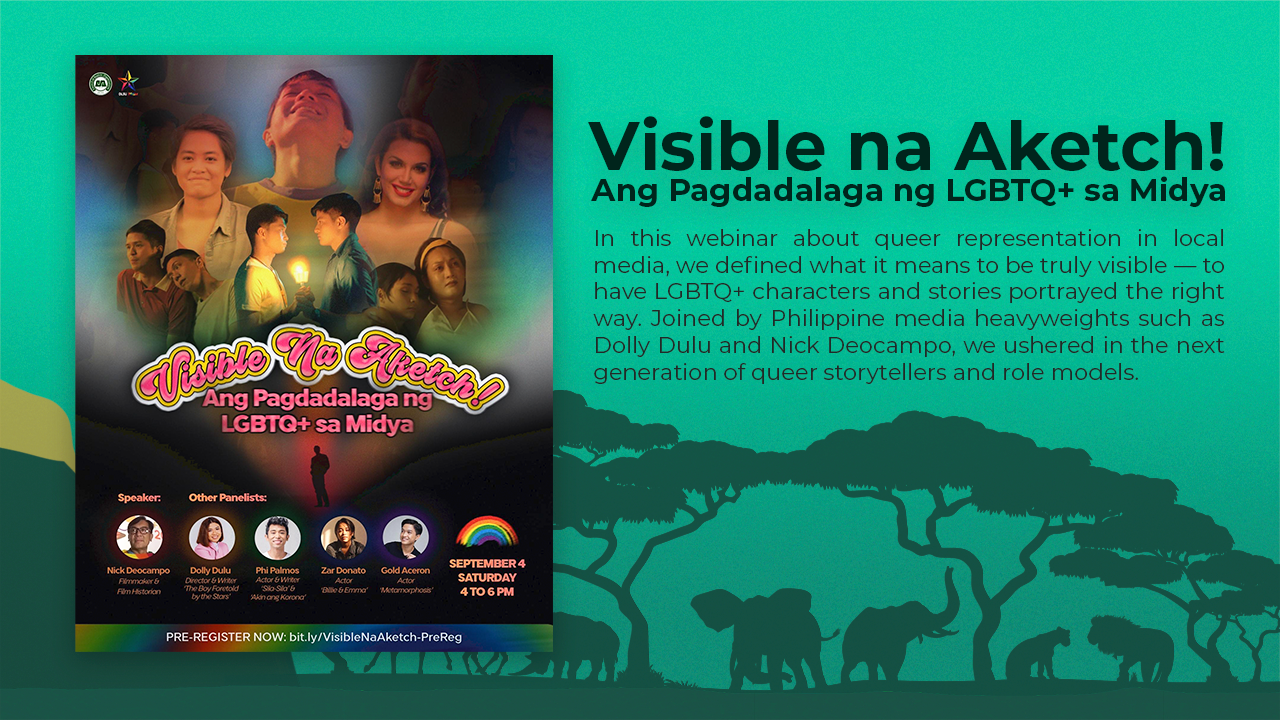 Visible Na Aketch!
Ang Pagdadalaga ng
LGBTQ+ sa Midya
Speaker:
Other Panelists:
Nick Deocampo
Filmmaker &
Film Historian
Dolly Dulu
Director & Writer
'The Boy Foretold
by the Stars'
Phi Palmos
Actor & Writer
'Sila-Sila' &
'Akin ang Korona'
Zar Donato
Actor
'Billie & Emma'
Gold Aceron
Actor
'Metamorphosis'
SEPTEMBER 4
SATURDAY
4 TO 6 PM
PRE-REGISTER NOW: bit.ly/VisibleNaAketch-PreReg
Visible na Aketch!
Ang Pagdadalaga ng LGBTQ+ sa Midya
In this webinar about queer representation in local
media, we defined what it means to be truly visible — to
have LGBTQ+ characters and stories portrayed the right
way. Joined by Philippine media heavyweights such as
Dolly Dulu and Nick Deocampo, we ushered in the next
generation of queer storytellers and role models.